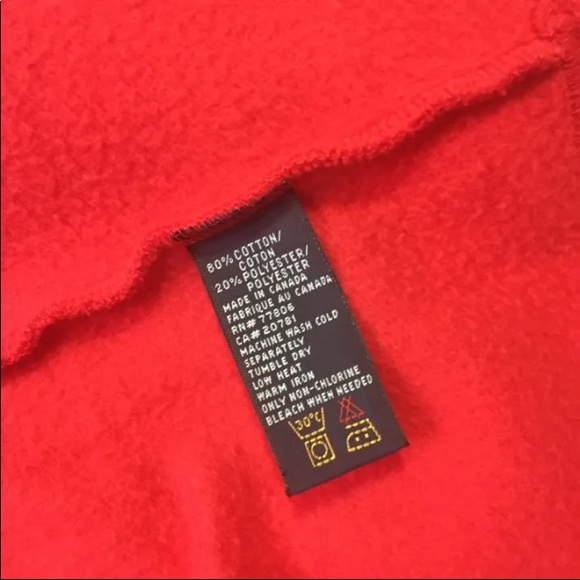 80% COTTON/
COTON
20% POLYESTER/
POLYESTER
MADE IN CANADA
FABRIQUE AU CANADA
RN# 77806
CA# 20781
MACHINE WASH COLD
SEPARATELY
TUMBLE DRY
LOW HEAT
WARM IRON
ONLY NON-CHLORINE
BLEACH WHEN NEEDED
30°C